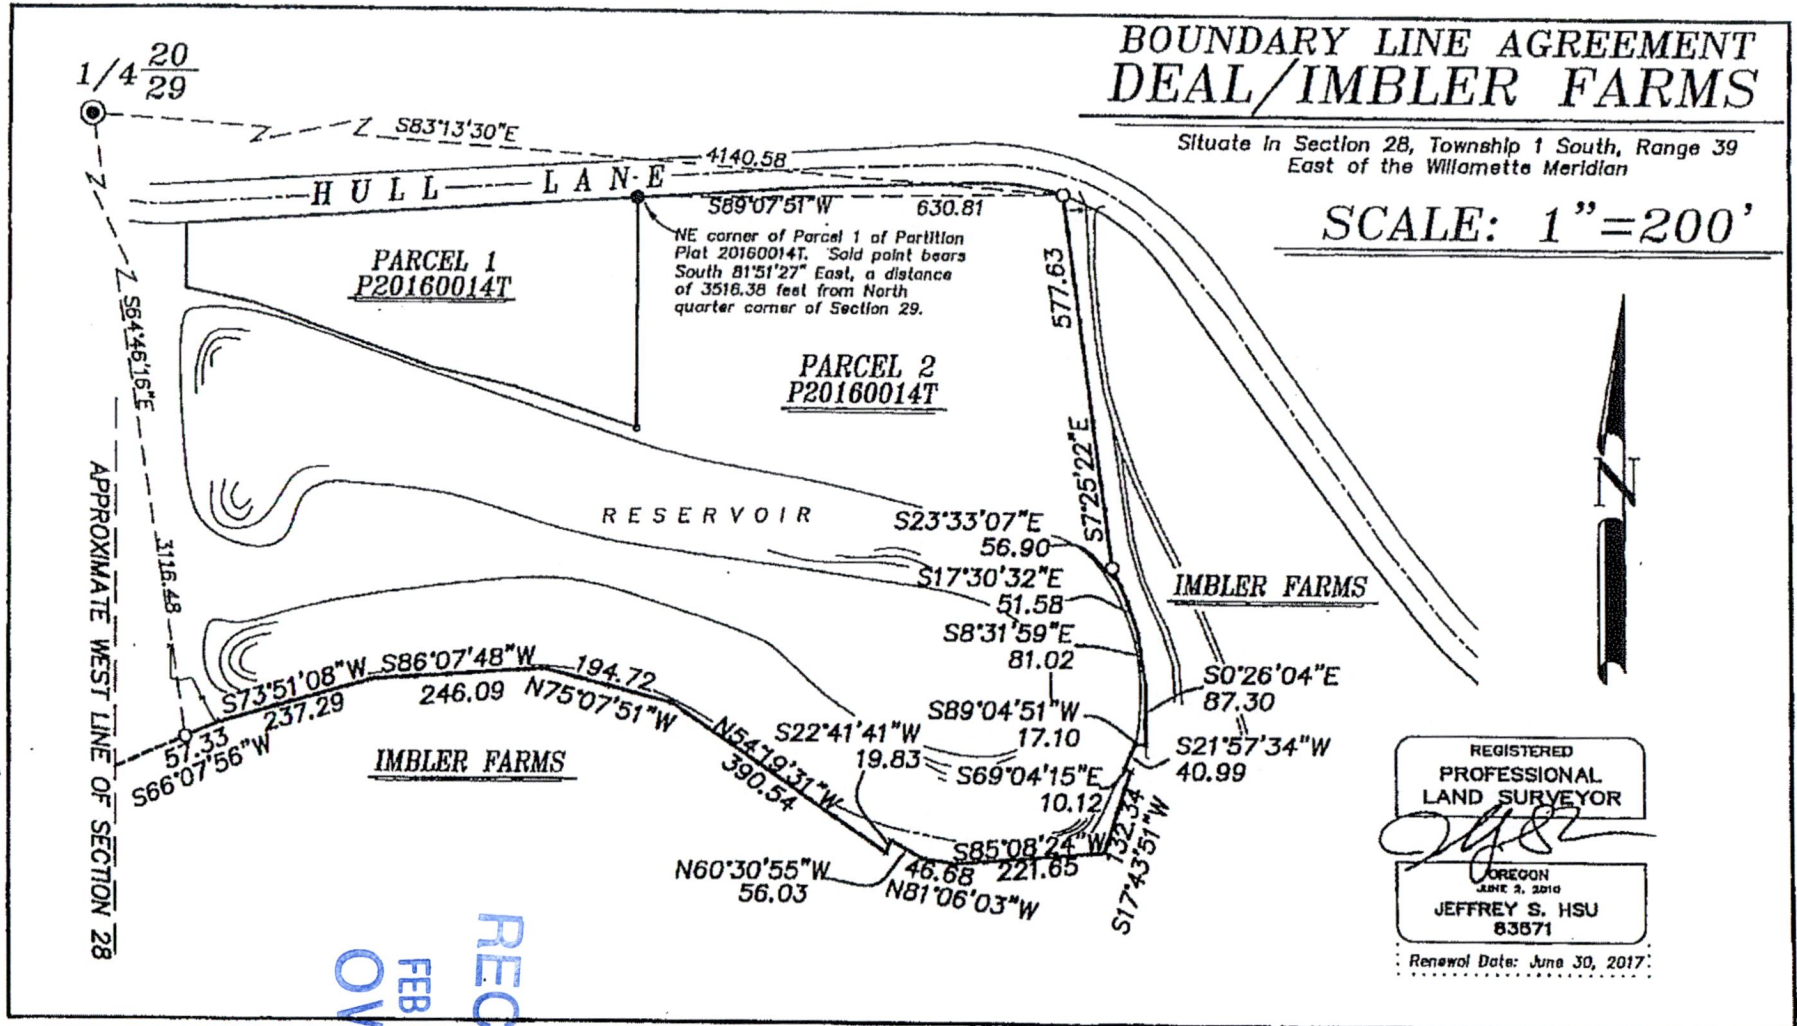 BOUNDARY LINE AGREEMENT
DEAL/IMBLER FARMS
Situate in Section 28, Township 1 South, Range 39
East of the Willamette Meridian
SCALE: 1"=200'
1/4 20
29
S83°13'30"E
4140.58
HULL LANE
S89°07'51"W 630.81
NE corner of Parcel 1 of Partition
Plat 20160014T. Said point bears
South 81°51'27" East, a distance
of 3516.38 feet from North
quarter corner of Section 29.
PARCEL 1
P20160014T
PARCEL 2
P20160014T
577.63
S7°25'22"E
S64°46'16"E
3116.48
APPROXIMATE WEST LINE OF SECTION 28
RESERVOIR
S23°33'07"E
56.90
S17°30'32"E
51.58
S8°31'59"E
81.02
IMBLER FARMS
S0°26'04"E
87.30
S89°04'51"W
17.10
S21°57'34"W
40.99
S69°04'15"E
10.12
S22°41'41"W
19.83
132.34
S17°43'51"W
S85°08'24"W
221.65
46.68
N81°06'03"W
N60°30'55"W
56.03
N54°19'31"W
390.54
194.72
N75°07'51"W
S86°07'48"W
246.09
S73°51'08"W
237.29
57.33
S66°07'56"W
IMBLER FARMS
N
REGISTERED
PROFESSIONAL
LAND SURVEYOR
OREGON
JUNE 2, 2010
JEFFREY S. HSU
83571
Renewal Date: June 30, 2017
REC
FEB
OW